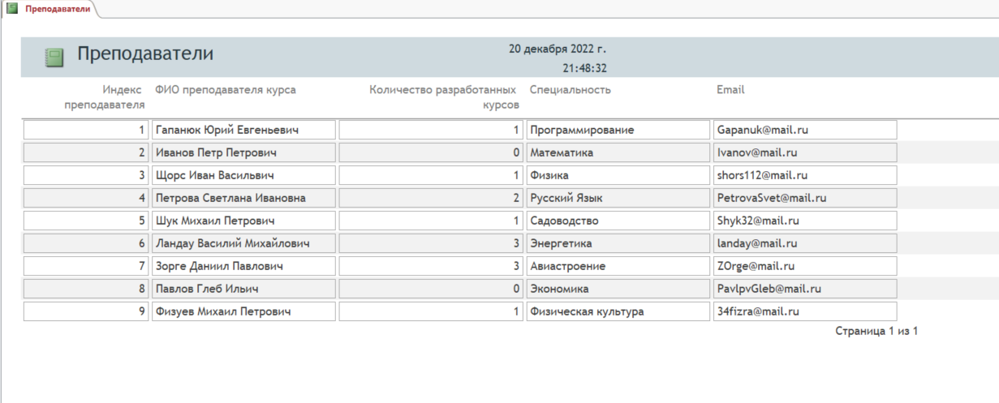 Преподаватели
Преподаватели
20 декабря 2022 г.
21:48:32
Индекс преподавателя ФИО преподавателя курса Количество разработанных курсов Специальность Email
1 Гапанюк Юрий Евгеньевич 1 Программирование Gapanuk@mail.ru
2 Иванов Петр Петрович 0 Математика Ivanov@mail.ru
3 Щорс Иван Васильвич 1 Физика shors112@mail.ru
4 Петрова Светлана Ивановна 2 Русский Язык PetrovaSvet@mail.ru
5 Шук Михаил Петрович 1 Садоводство Shyk32@mail.ru
6 Ландау Василий Михайлович 3 Энергетика landay@mail.ru
7 Зорге Даниил Павлович 3 Авиастроение ZOrge@mail.ru
8 Павлов Глеб Ильич 0 Экономика PavlpvGleb@mail.ru
9 Физуев Михаил Петрович 1 Физическая культура 34fizra@mail.ru
Страница 1 из 1